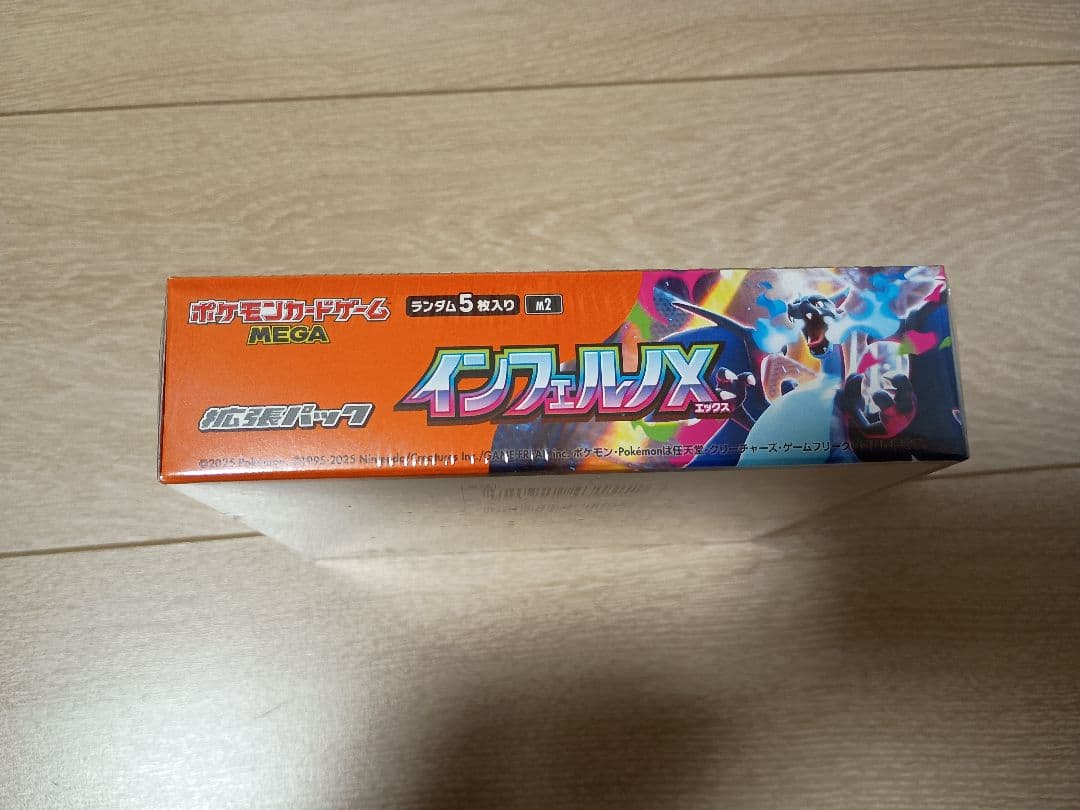 ポケモンカードゲーム
MEGA
ランダム5枚入り
m2
インフェルノX
エックス
拡張パック
©2025 Pokémon. ©1995-2025 Nintendo/Creatures Inc./GAME FREAK inc. ポケモン・Pokémonは任天堂・クリーチャーズ・ゲームフリーク